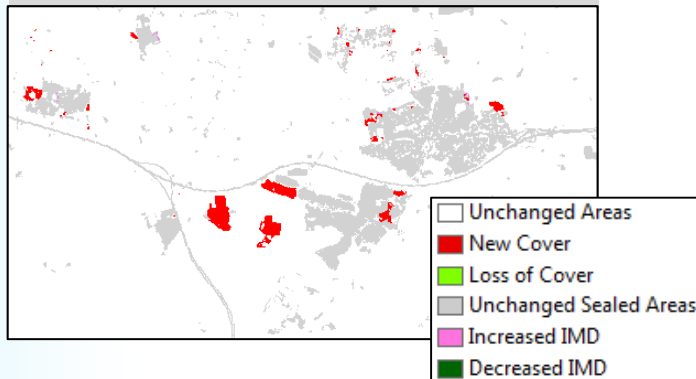 Unchanged Areas
New Cover
Loss of Cover
Unchanged Sealed Areas
Increased IMD
Decreased IMD